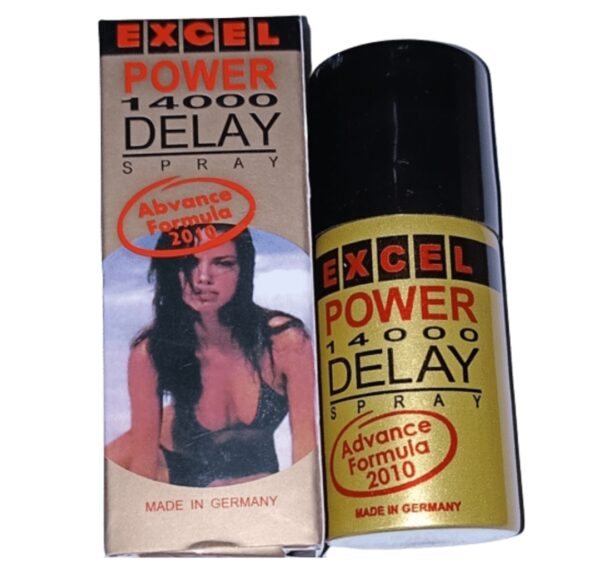 EXCEL
POWER
14000
DELAY
SPRAY
Abvance
Formula
2010
MADE IN GERMANY
EXCEL
POWER
14000
DELAY
SPRAY
Advance
Formula
2010
MADE IN GERMANY